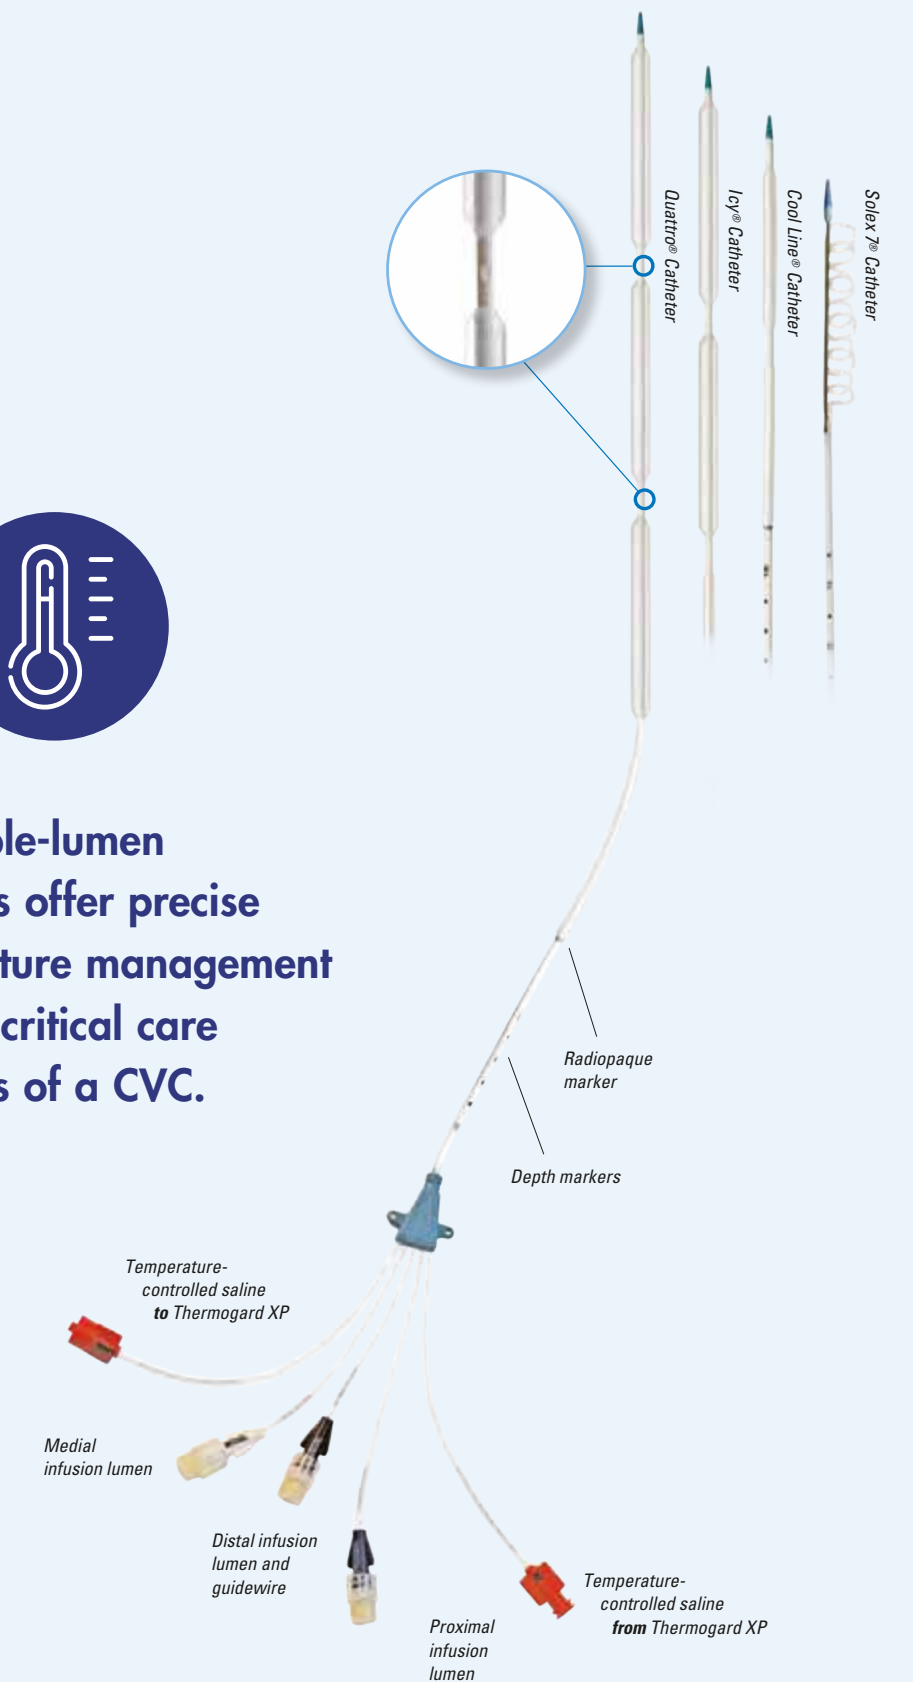 Quattro® Catheter
Icy® Catheter
Cool Line® Catheter
Solex 7® Catheter
ple-lumen
s offer precise
ture management
critical care
s of a CVC.
Radiopaque
marker
Depth markers
Temperature-
controlled saline
to Thermogard XP
Medial
infusion lumen
Distal infusion
lumen and
guidewire
Proximal
infusion
lumen
Temperature-
controlled saline
from Thermogard XP